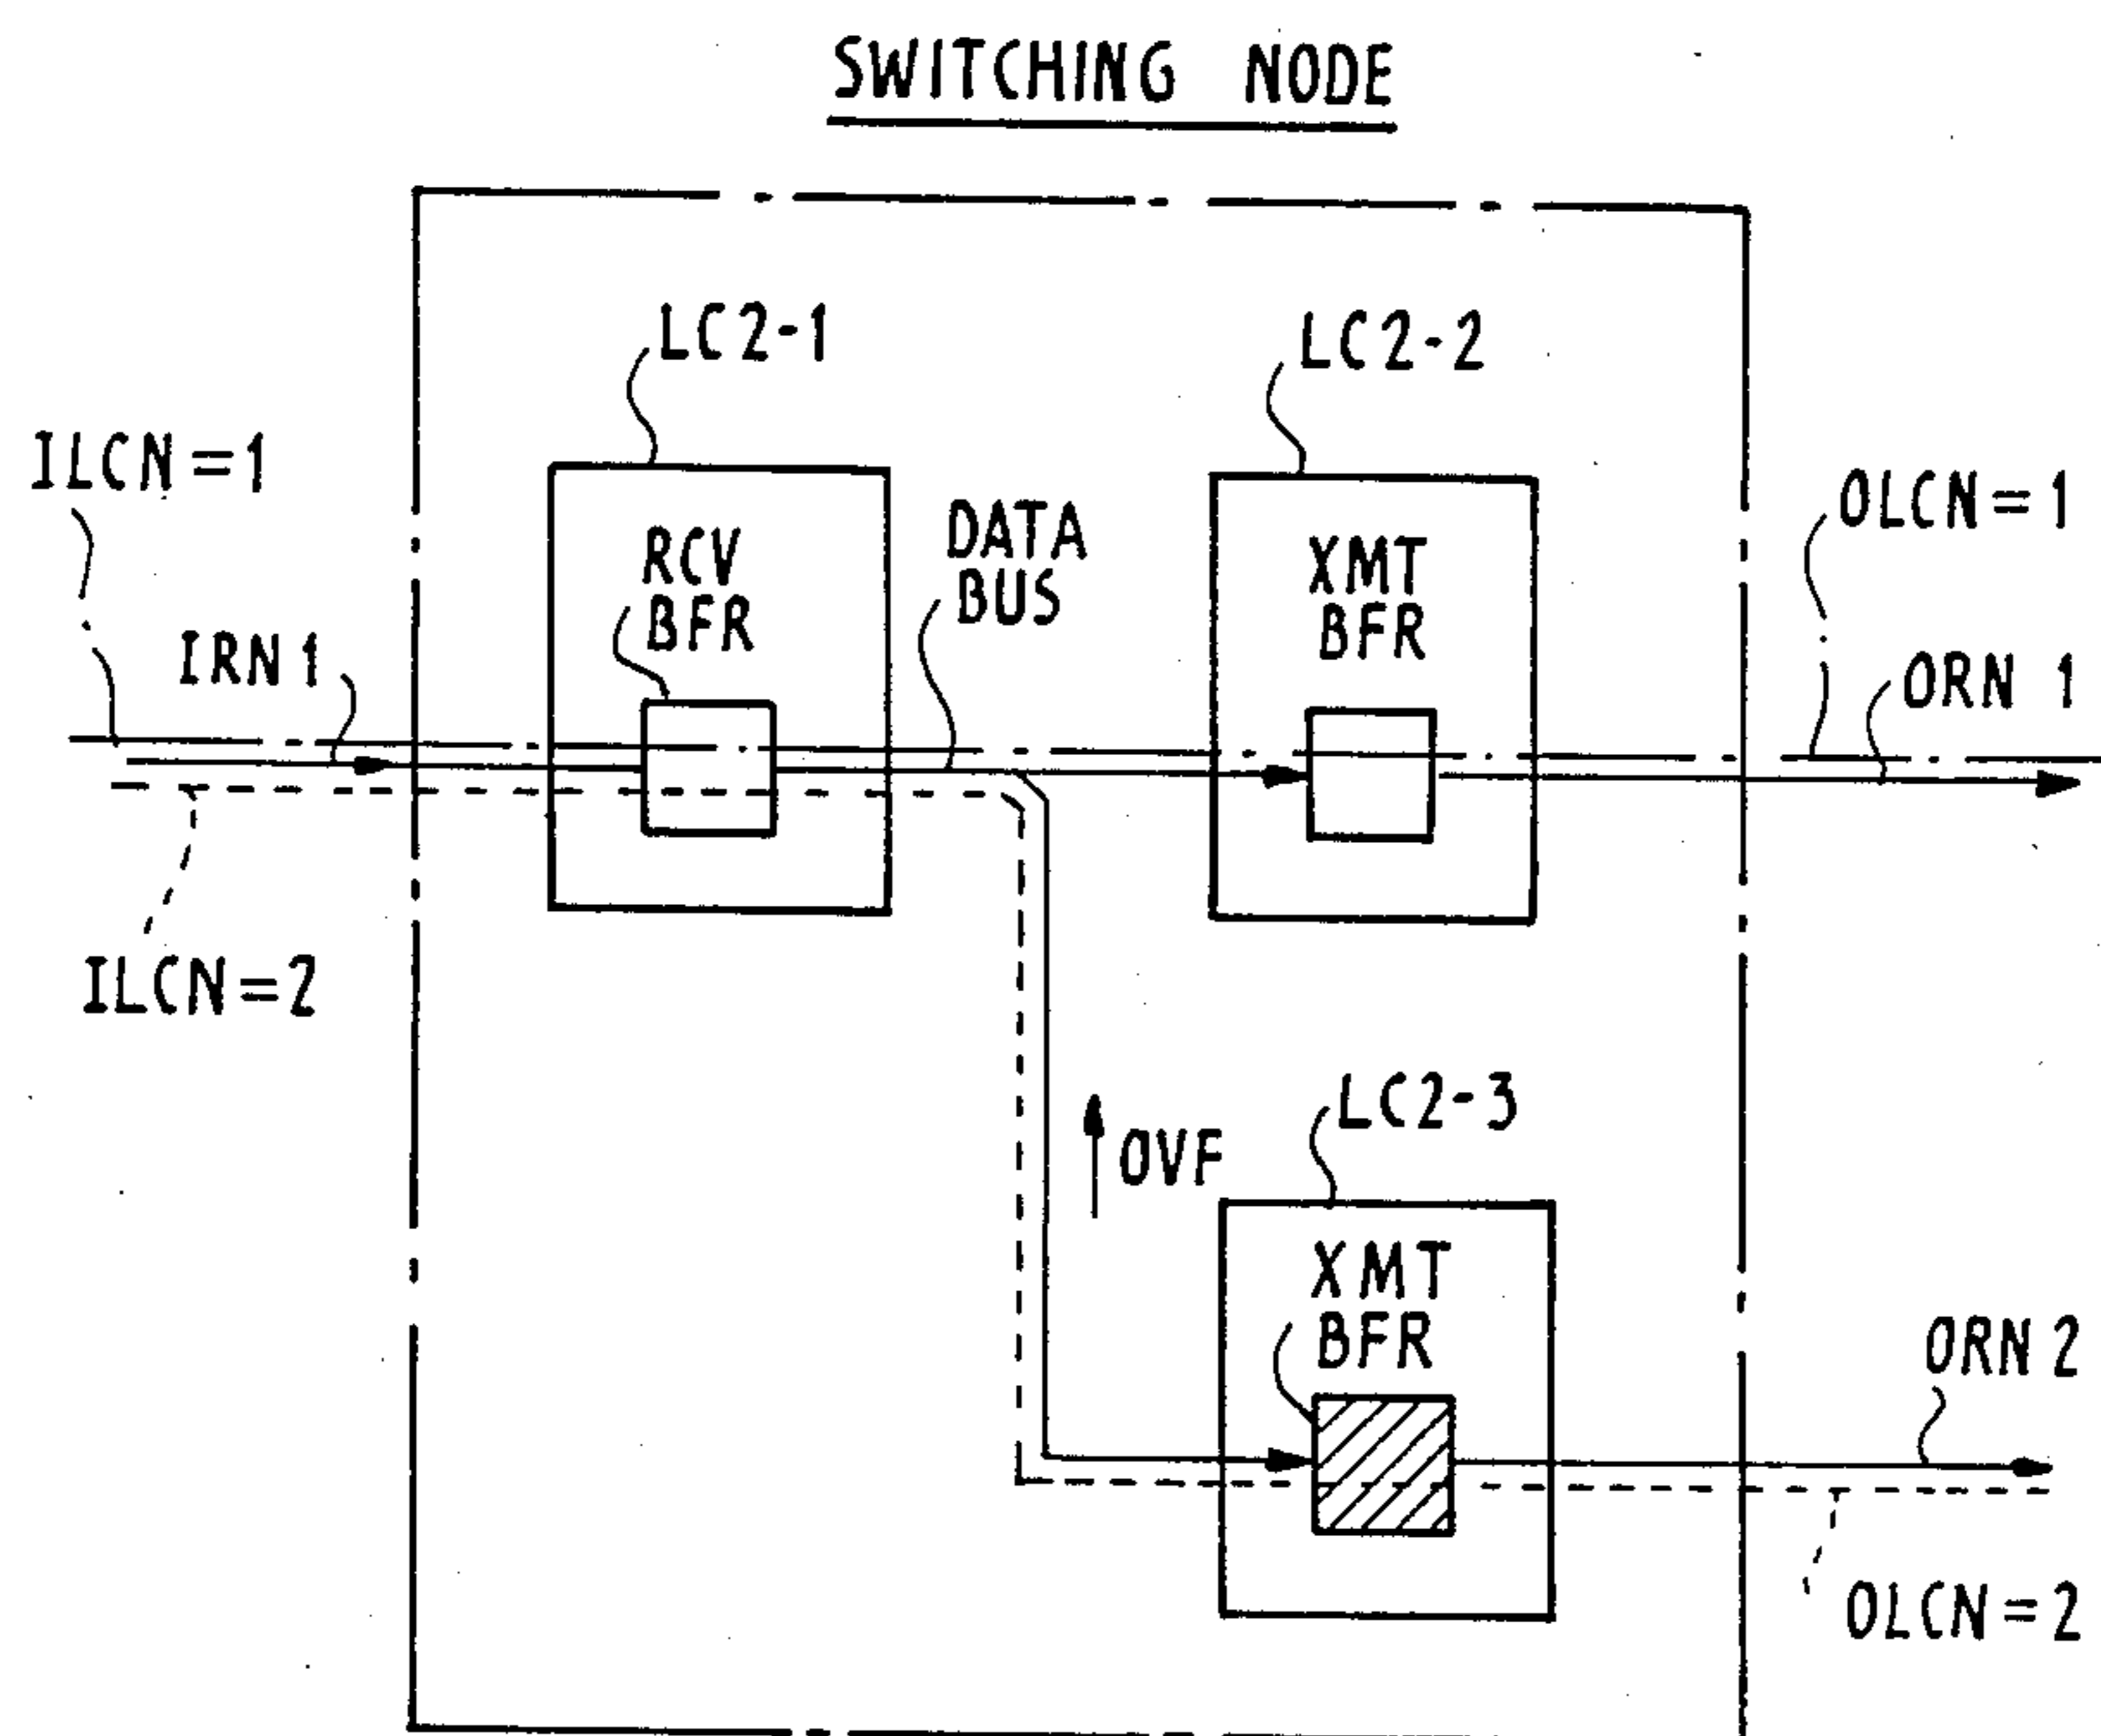 SWITCHING NODE
LC2-1
LC2-2
ILCN=1
OLCN=1
RCV
BFR
DATA
BUS
XMT
BFR
IRN 1
ORN 1
ILCN=2
LC2-3
OVF
XMT
BFR
ORN 2
OLCN=2